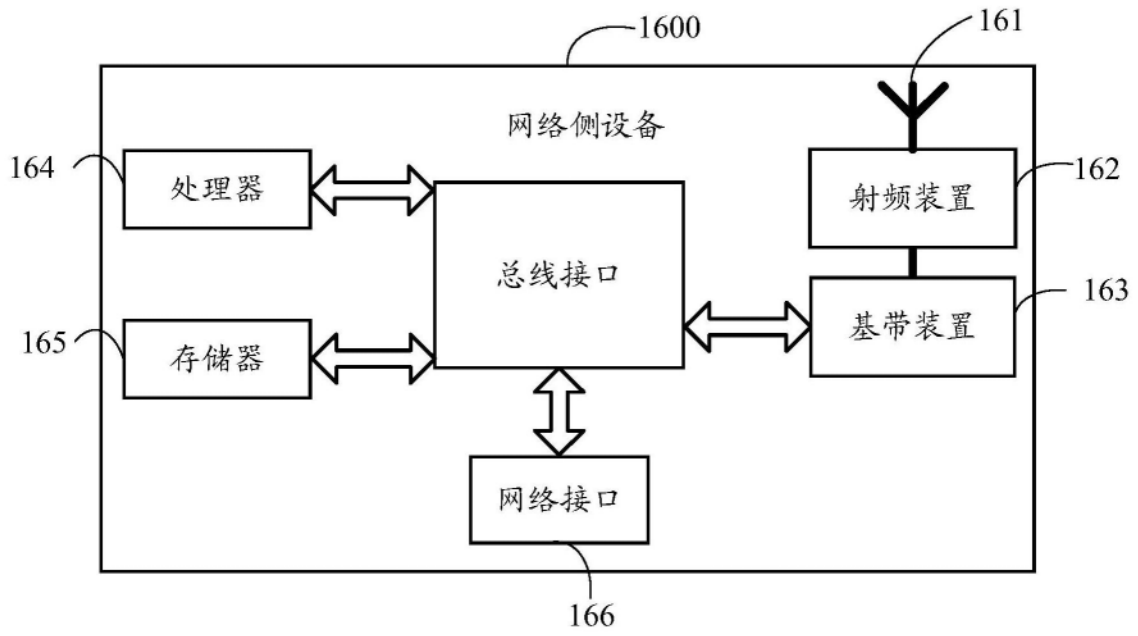 1600
161
网络侧设备
164
处理器
162
射频装置
总线接口
163
基带装置
165
存储器
网络接口
166